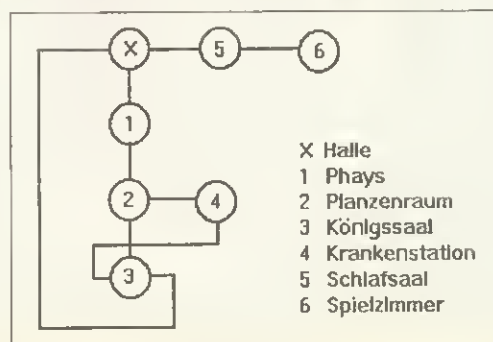 X
5
6
1
2
4
3
X Halle
1 Phays
2 Planzenraum
3 Königssaal
4 Krankenstation
5 Schlafsaal
6 Spielzimmer